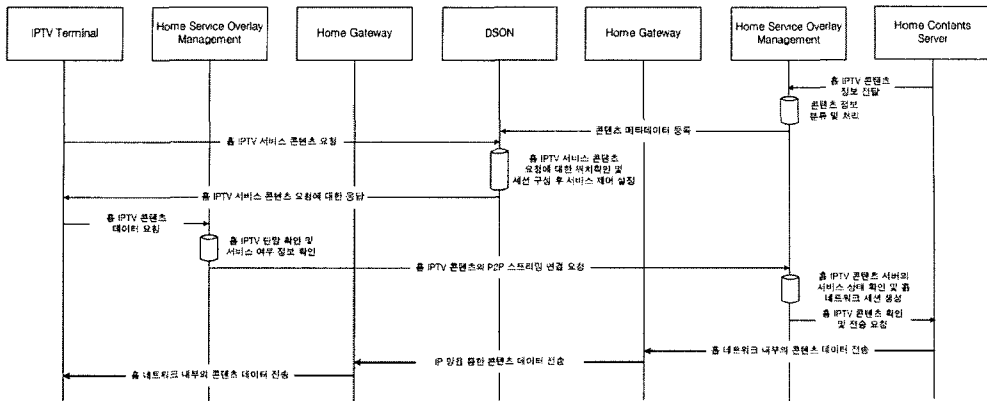 IPTV Terminal
Home Service Overlay
Management
Home Gateway
DSON
Home Gateway
Home Service Overlay
Management
Home Contents
Server
홈 IPTV 콘텐츠
정보 전달
콘텐츠 정보
분류 및 처리
콘텐츠 메타데이터 등록
홈 IPTV 서비스 콘텐츠 요청
홈 IPTV 서비스 콘텐츠
요청에 대한 위치확인 및
세션 구성 후 서비스 제어 설정
홈 IPTV 서비스 콘텐츠 요청에 대한 응답
홈 IPTV 콘텐츠
데이터 요청
홈 IPTV 단말 확인 및
서비스 여부 정보 확인
홈 IPTV 콘텐츠의 P2P 스트리밍 연결 요청
홈 IPTV 콘텐츠 서버의
서비스 상태 확인 및 홈
네트워크 세션 생성
홈 IPTV 콘텐츠 확인
및 전송 요청
홈 네트워크 내부의 콘텐츠 데이터 전송
IP 망을 통한 콘텐츠 데이터 전송
홈 네트워크 내부의 콘텐츠 데이터 전송